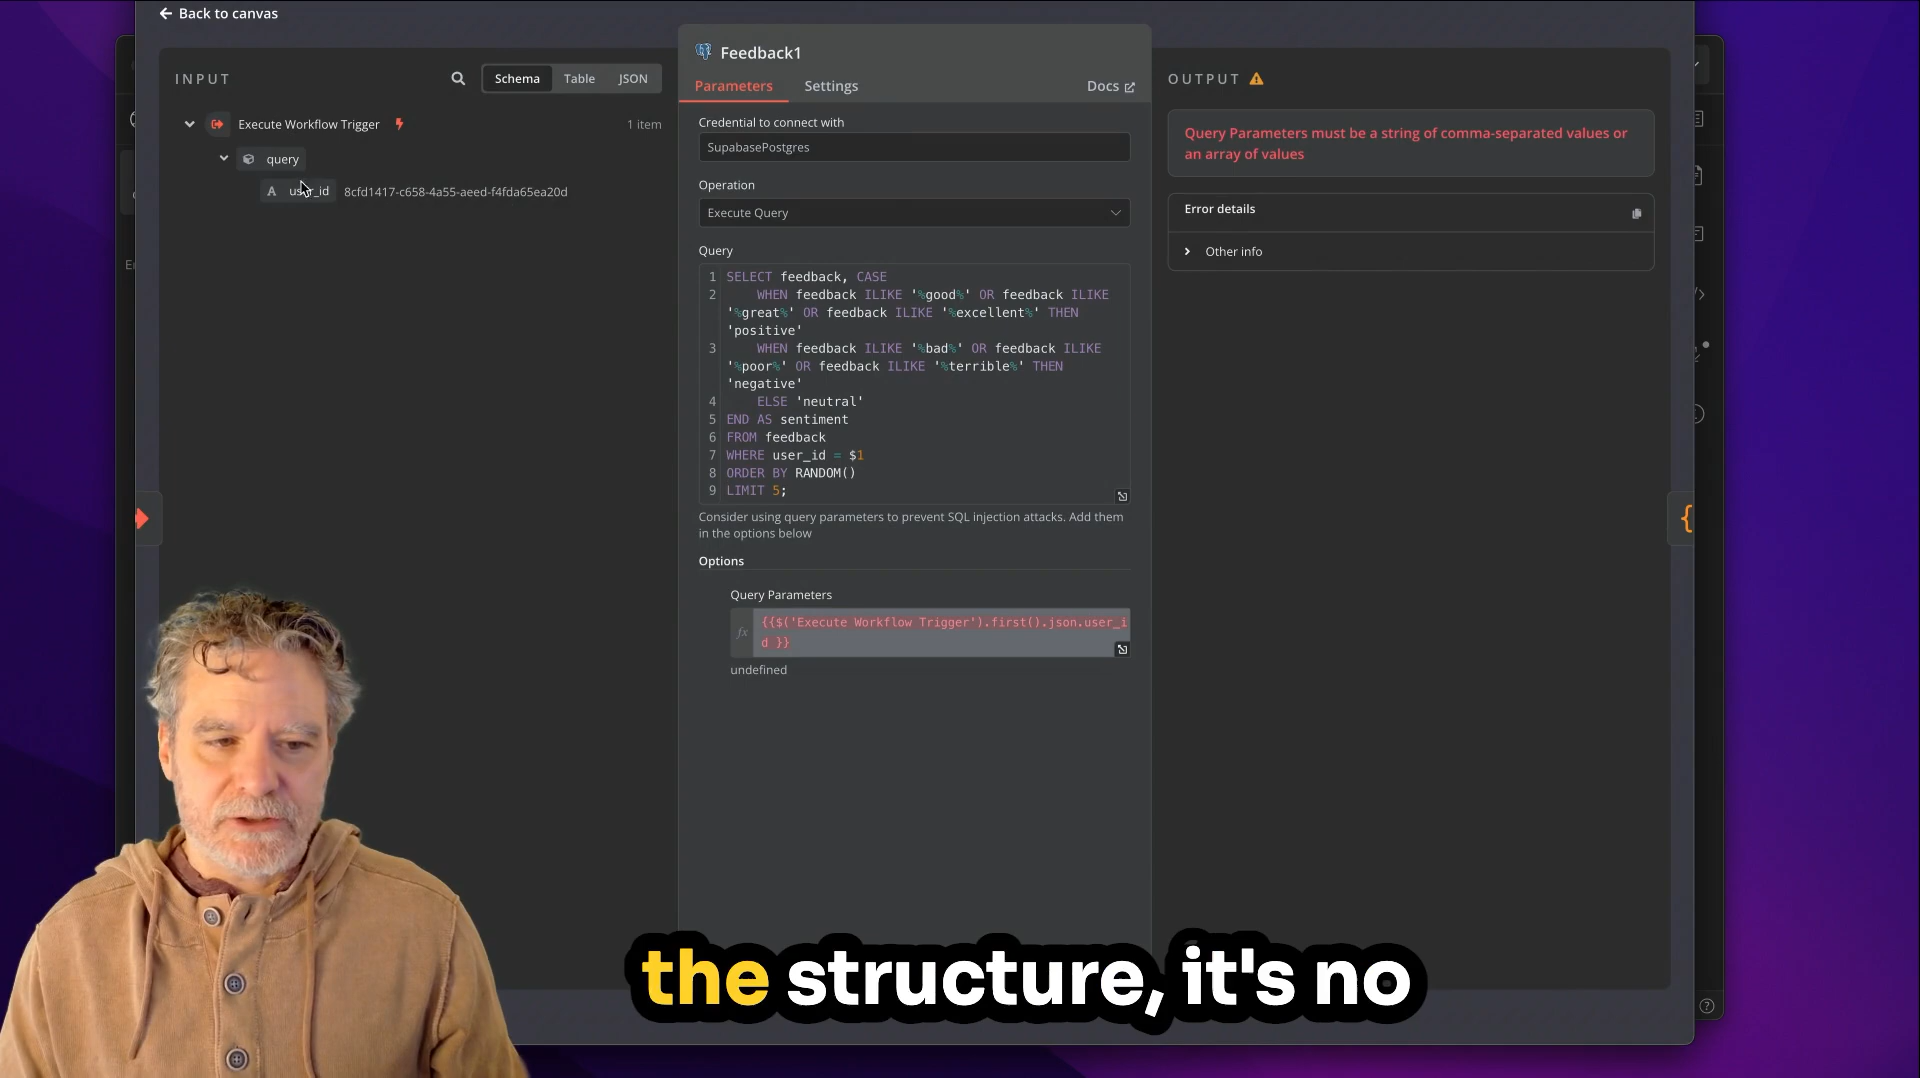 Back to canvas
INPUT
Schema
Table
JSON
Execute Workflow Trigger
1 item
query
A
user_id
8cfd1417-c658-4a55-aeed-f4fda65ea20d
Feedback1
Parameters
Settings
Docs
Credential to connect with
SupabasePostgres
Operation
Execute Query
Query
1 SELECT feedback, CASE
2 WHEN feedback ILIKE '%good%' OR feedback ILIKE
'%great%' OR feedback ILIKE '%excellent%' THEN
'positive'
3 WHEN feedback ILIKE '%bad%' OR feedback ILIKE
'%poor%' OR feedback ILIKE '%terrible%' THEN
'negative'
4 ELSE 'neutral'
5 END AS sentiment
6 FROM feedback
7 WHERE user_id = $1
8 ORDER BY RANDOM()
9 LIMIT 5;
Consider using query parameters to prevent SQL injection attacks. Add them
in the options below
Options
Query Parameters
fx
{{$('Execute Workflow Trigger').first().json.user_i
d }}
undefined
OUTPUT
Query Parameters must be a string of comma-separated values or
an array of values
Error details
Other info
the structure, it's no